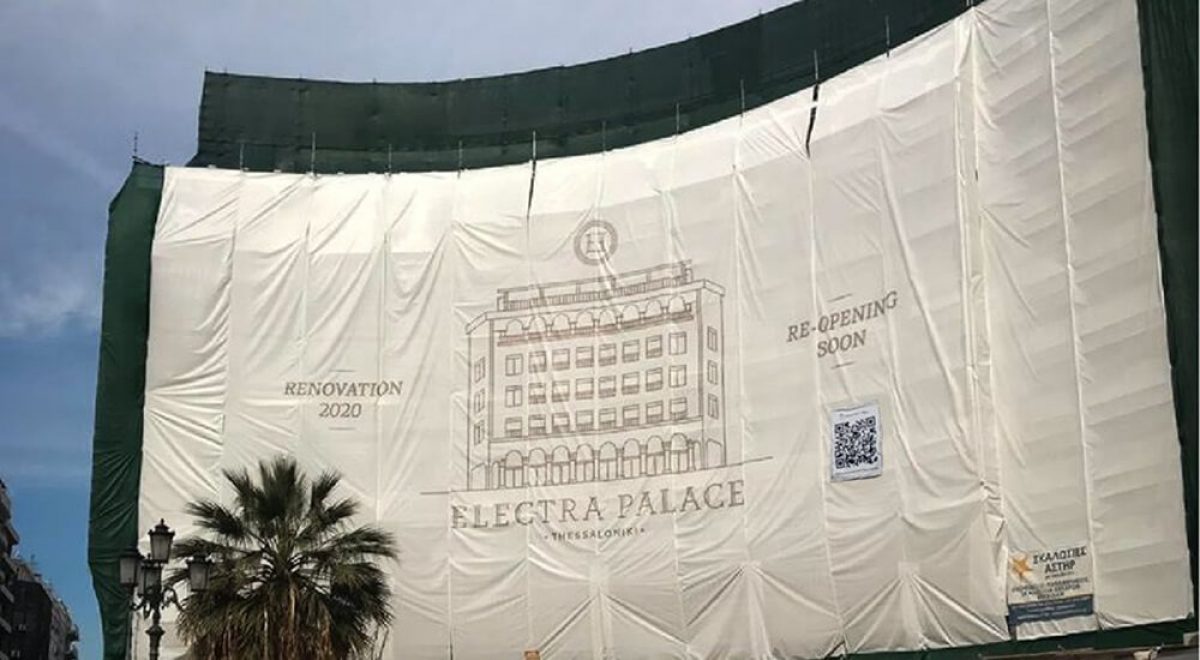 RENOVATION
2020
ELECTRA PALACE
• THESSALONIKI •
RE-OPENING
SOON
ΣΚΑΛΩΣΙΕΣ
ΑΣΤΗΡ